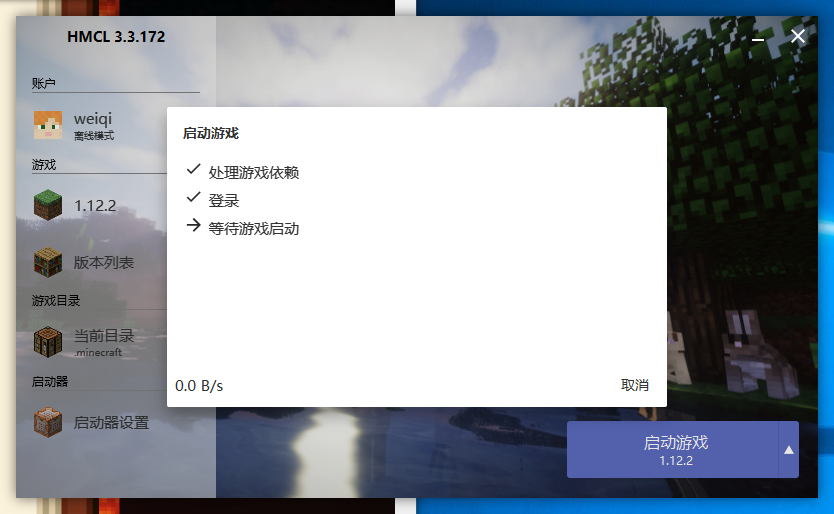 HMCL 3.3.172
账户
weiqi
离线模式
游戏
1.12.2
版本列表
游戏目录
当前目录
.minecraft
启动器
启动器设置
启动游戏
处理游戏依赖
登录
等待游戏启动
0.0 B/s
取消
启动游戏
1.12.2